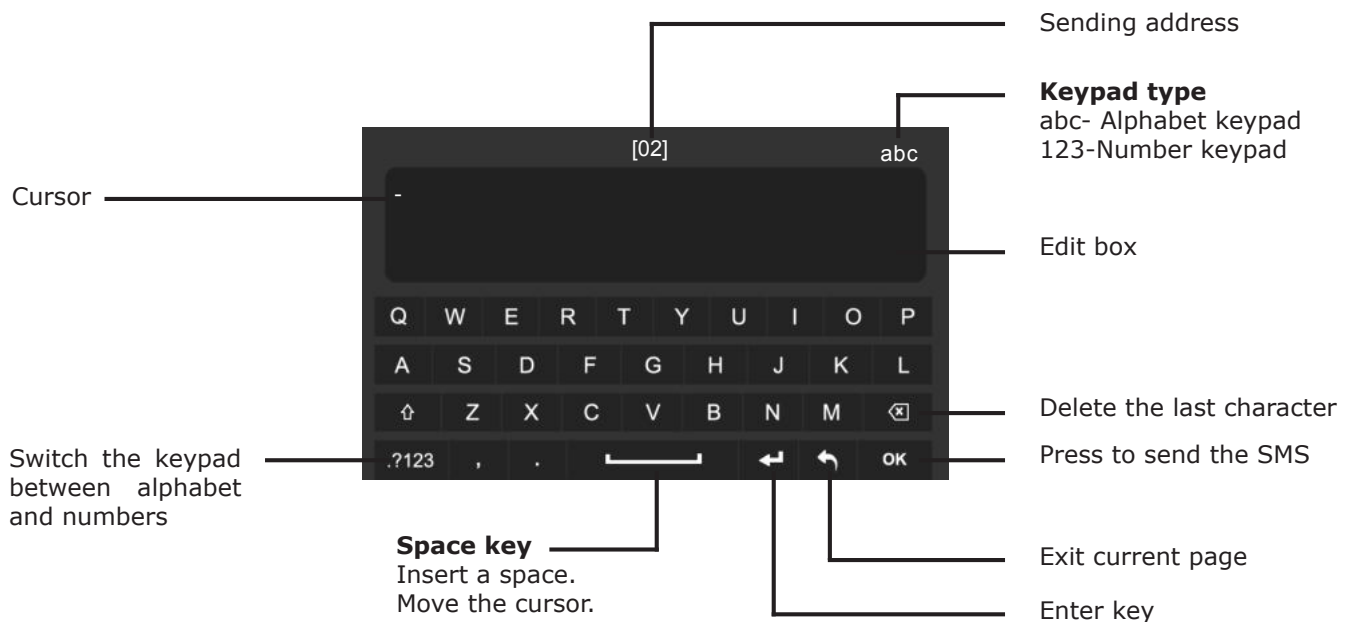 Sending address
Keypad type
abc- Alphabet keypad
123-Number keypad
[02]
abc
Cursor
-
Edit box
Q W E R T Y U I O P
A S D F G H J K L
Z X C V B N M
Delete the last character
.?123 , . OK
Press to send the SMS
Switch the keypad
between alphabet
and numbers
Space key
Insert a space.
Move the cursor.
Exit current page
Enter key